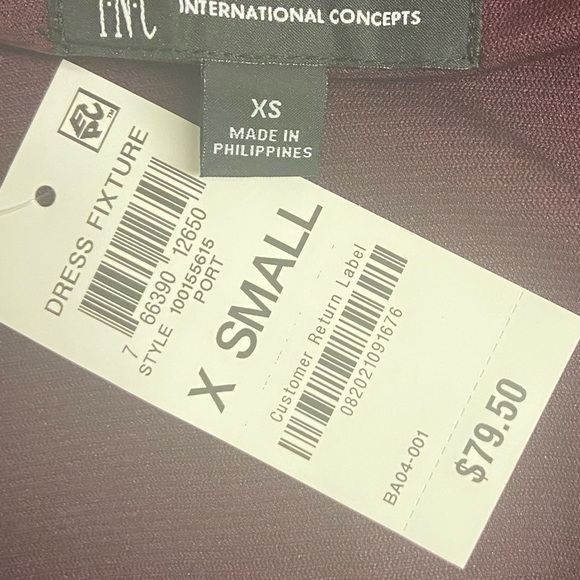 I·N·C
INTERNATIONAL CONCEPTS
XS
MADE IN
PHILIPPINES
EPC™
DRESS FIXTURE
7 66390 12650
STYLE 100155615
PORT
X SMALL
Customer Return Label
082021091676
BA04-001
$79.50